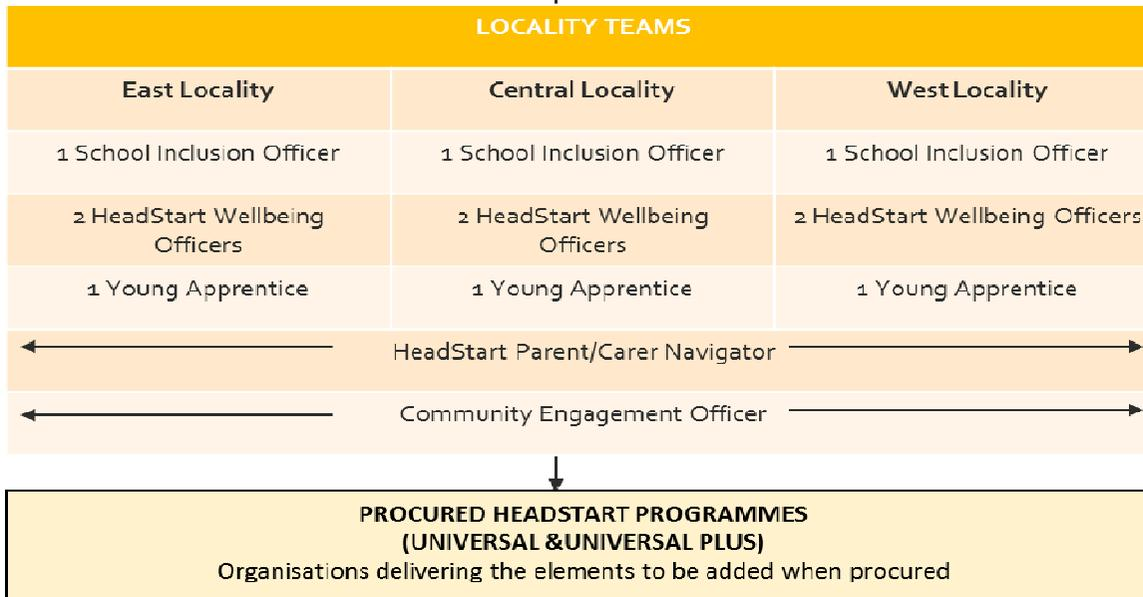 LOCALITY TEAMS
East Locality Central Locality West Locality
1 School Inclusion Officer 1 School Inclusion Officer 1 School Inclusion Officer
2 HeadStart Wellbeing 2 HeadStart Wellbeing 2 HeadStart Wellbeing Officers
Officers Officers
1 Young Apprentice 1 Young Apprentice 1 Young Apprentice
HeadStart Parent/Carer Navigator
Community Engagement Officer
PROCURED HEADSTART PROGRAMMES
(UNIVERSAL &UNIVERSAL PLUS)
Organisations delivering the elements to be added when procured